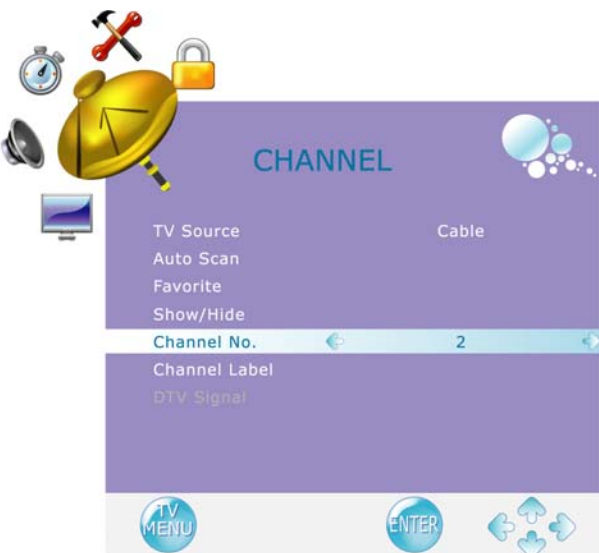 CHANNEL
TV Source Cable
Auto Scan
Favorite
Show/Hide
Channel No. 2
Channel Label
DTV Signal
TV
MENU
ENTER